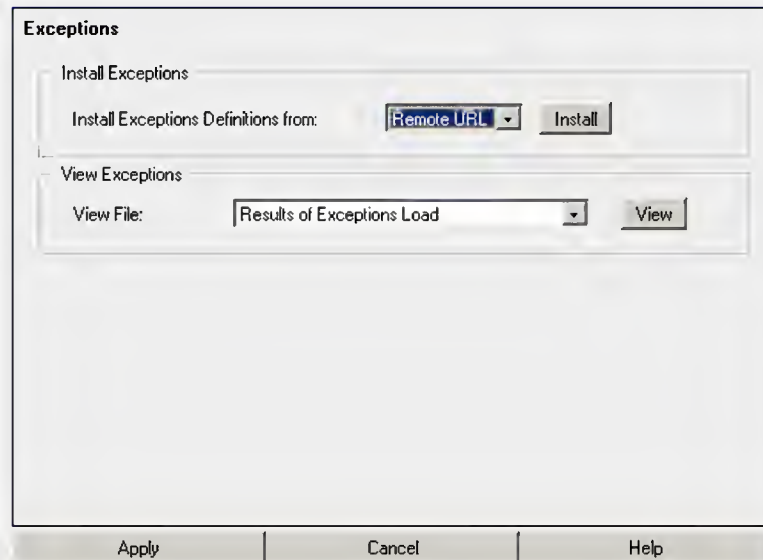 Exceptions
Install Exceptions
Install Exceptions Definitions from: Remote URL Install
View Exceptions
View File: Results of Exceptions Load View
Apply Cancel Help